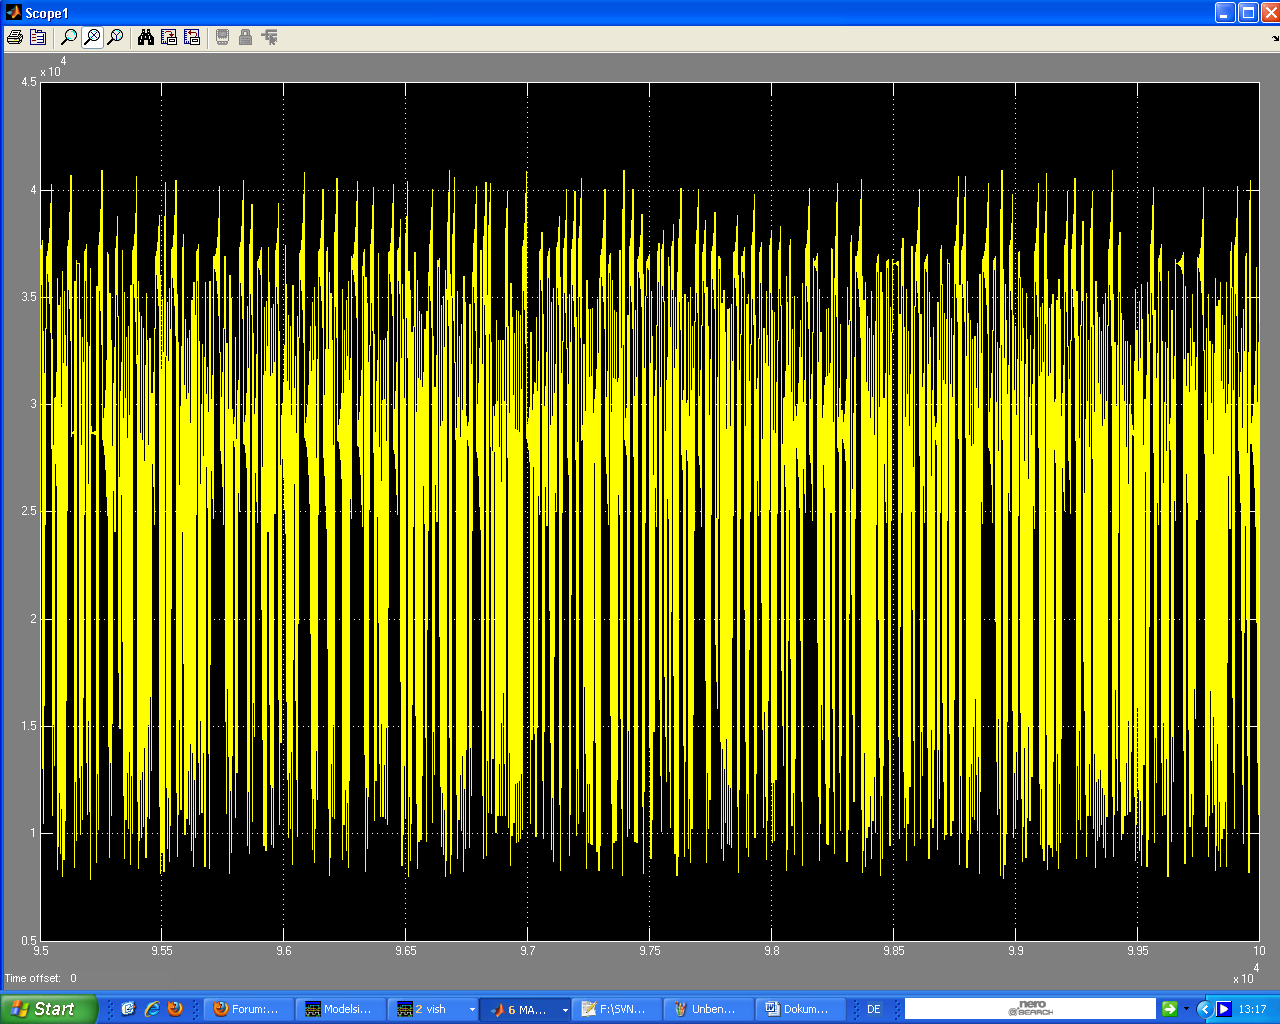 Scope1
x 10 4
4.5
4
3.5
3
2.5
2
1.5
1
0.5
9.5 9.55 9.6 9.65 9.7 9.75 9.8 9.85 9.9 9.95 10
x 10 4
Time offset: 0
Start Forum:... Modelsi... 2 vish 6 MA... F:\SVN... Unben... Dokum... DE nero SEARCH 13:17